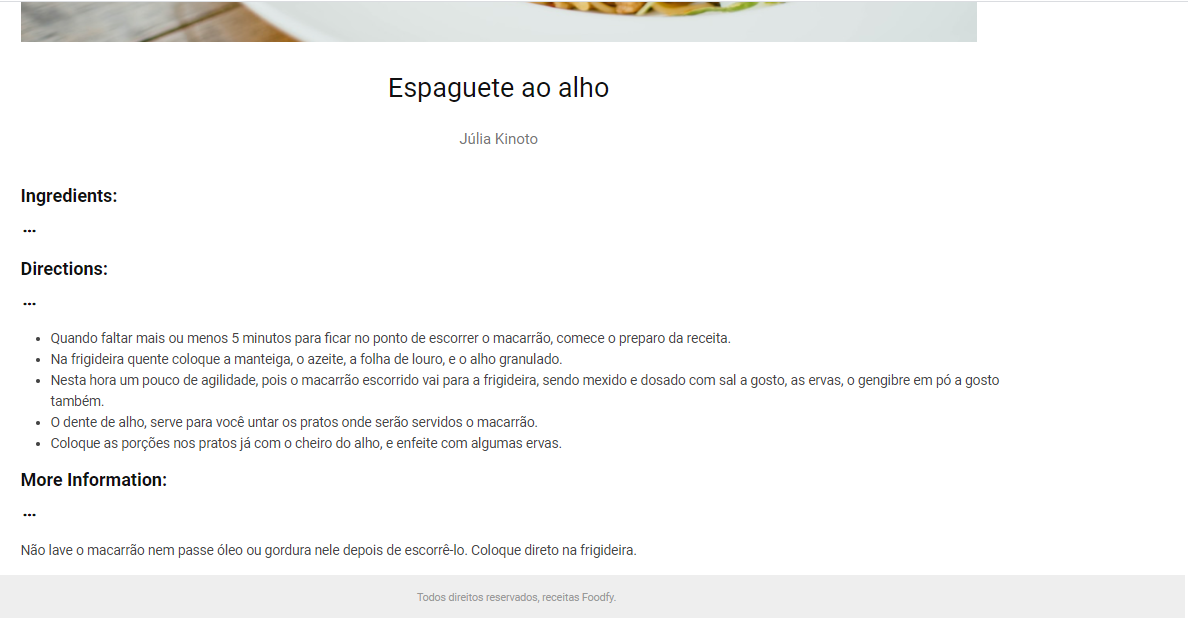 Espaguete ao alho
Júlia Kinoto
Ingredients:
...
Directions:
...
• Quando faltar mais ou menos 5 minutos para ficar no ponto de escorrer o macarrão, comece o preparo da receita.
• Na frigideira quente coloque a manteiga, o azeite, a folha de louro, e o alho granulado.
• Nesta hora um pouco de agilidade, pois o macarrão escorrido vai para a frigideira, sendo mexido e dosado com sal a gosto, as ervas, o gengibre em pó a gosto
também.
• O dente de alho, serve para você untar os pratos onde serão servidos o macarrão.
• Coloque as porções nos pratos já com o cheiro do alho, e enfeite com algumas ervas.
More Information:
...
Não lave o macarrão nem passe óleo ou gordura nele depois de escorrê-lo. Coloque direto na frigideira.
Todos direitos reservados, receitas Foodfy.